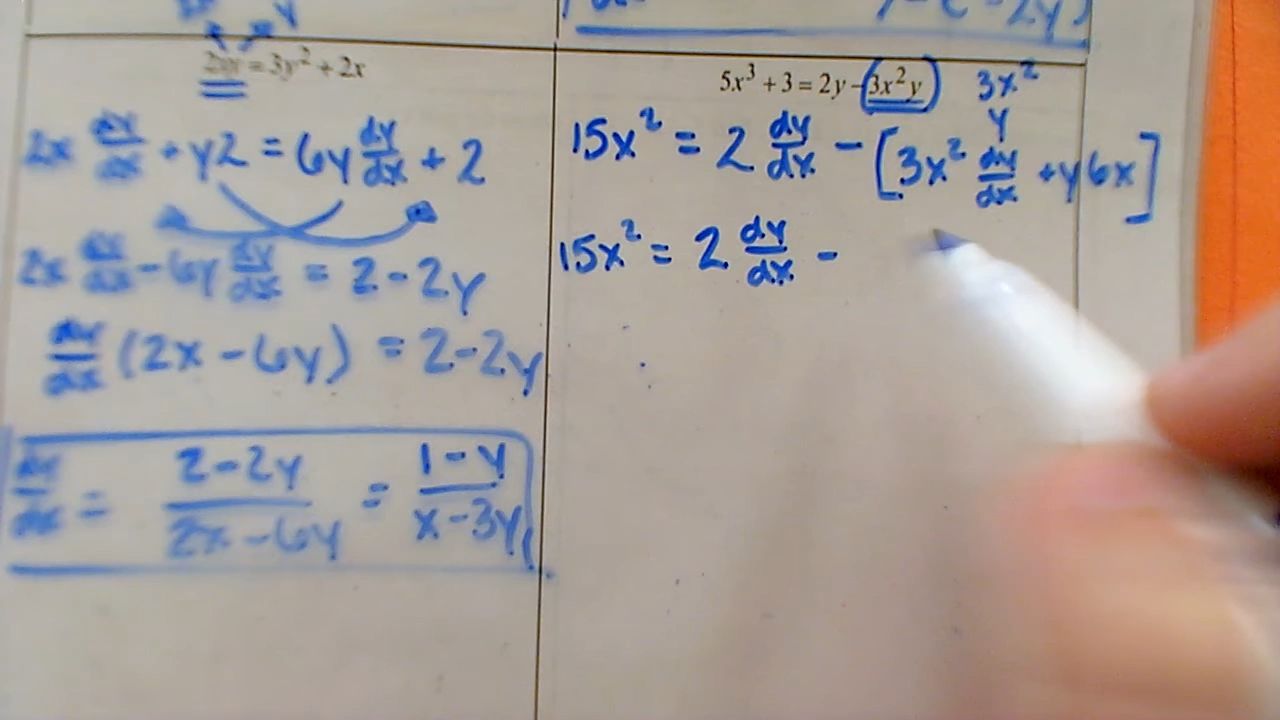 2xy = 3y² + 2x
2x dy/dx + y2 = 6y dy/dx + 2
2x dy/dx - 6y dy/dx = 2 - 2y
dy/dx (2x - 6y) = 2 - 2y
dy/dx = 2-2y/2x-6y = 1-y/x-3y
5x³ + 3 = 2y - 3x²y
3x²
y
15x² = 2 dy/dx - [3x² dy/dx + y6x]
15x² = 2 dy/dx -